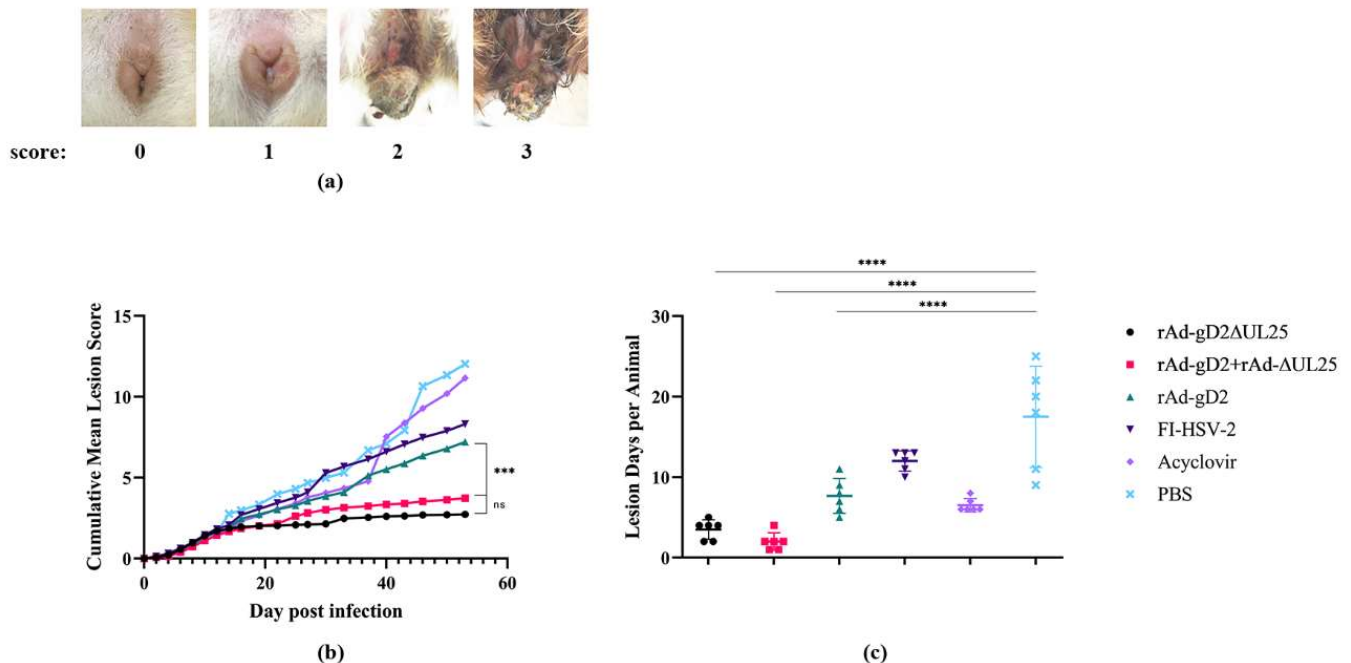 score: 0 1 2 3
(a)
Cumulative Mean Lesion Score
15
10
5
0
0 20 40 60
Day post infection
***
ns
(b)
****
****
****
Lesion Days per Animal
30
20
10
0
(c)
rAd-gD2ΔUL25
rAd-gD2+rAd-ΔUL25
rAd-gD2
FI-HSV-2
Acyclovir
PBS